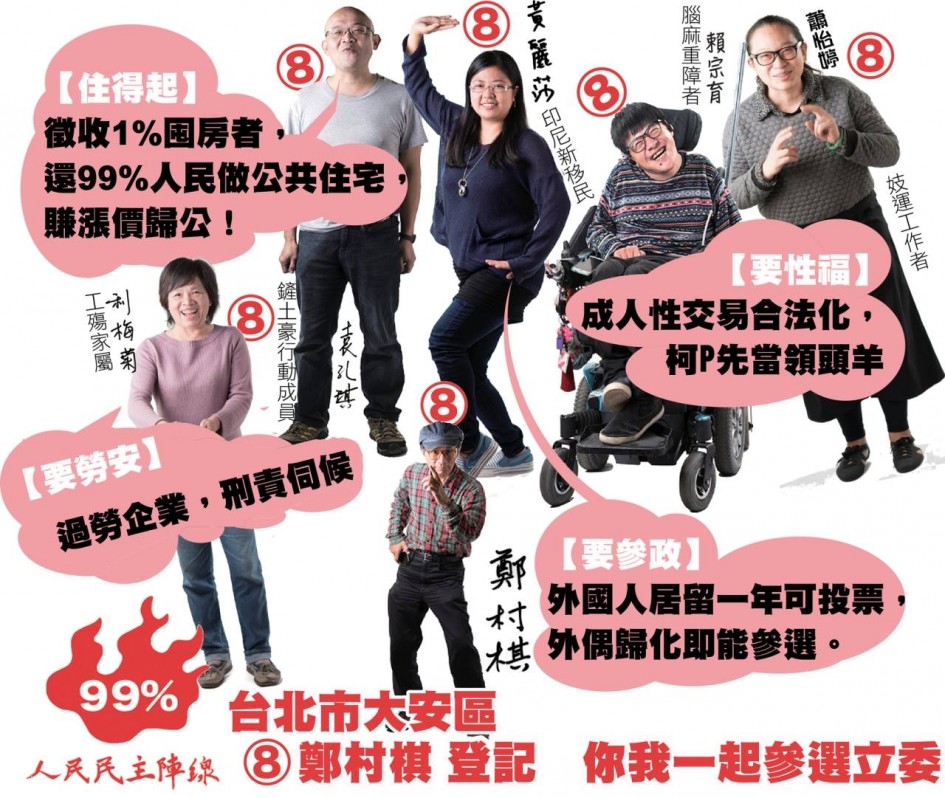 【住得起】
徵收1%囤房者，
還99%人民做公共住宅，
賺漲價歸公！
⑧
袁孔琪
鏟土豪行動成員
⑧
黃麗莎
印尼新移民
⑧
賴宗育
腦麻重障者
⑧
蕭怡婷
妓運工作者
【要性福】
成人性交易合法化，
柯P先當領頭羊
⑧
利梅菊
工殤家屬
【要勞安】
過勞企業，刑責伺候
⑧
鄭村棋
【要參政】
外國人居留一年可投票，
外偶歸化即能參選。
99%
人民民主陣線
台北市大安區
⑧鄭村棋 登記 你我一起參選立委